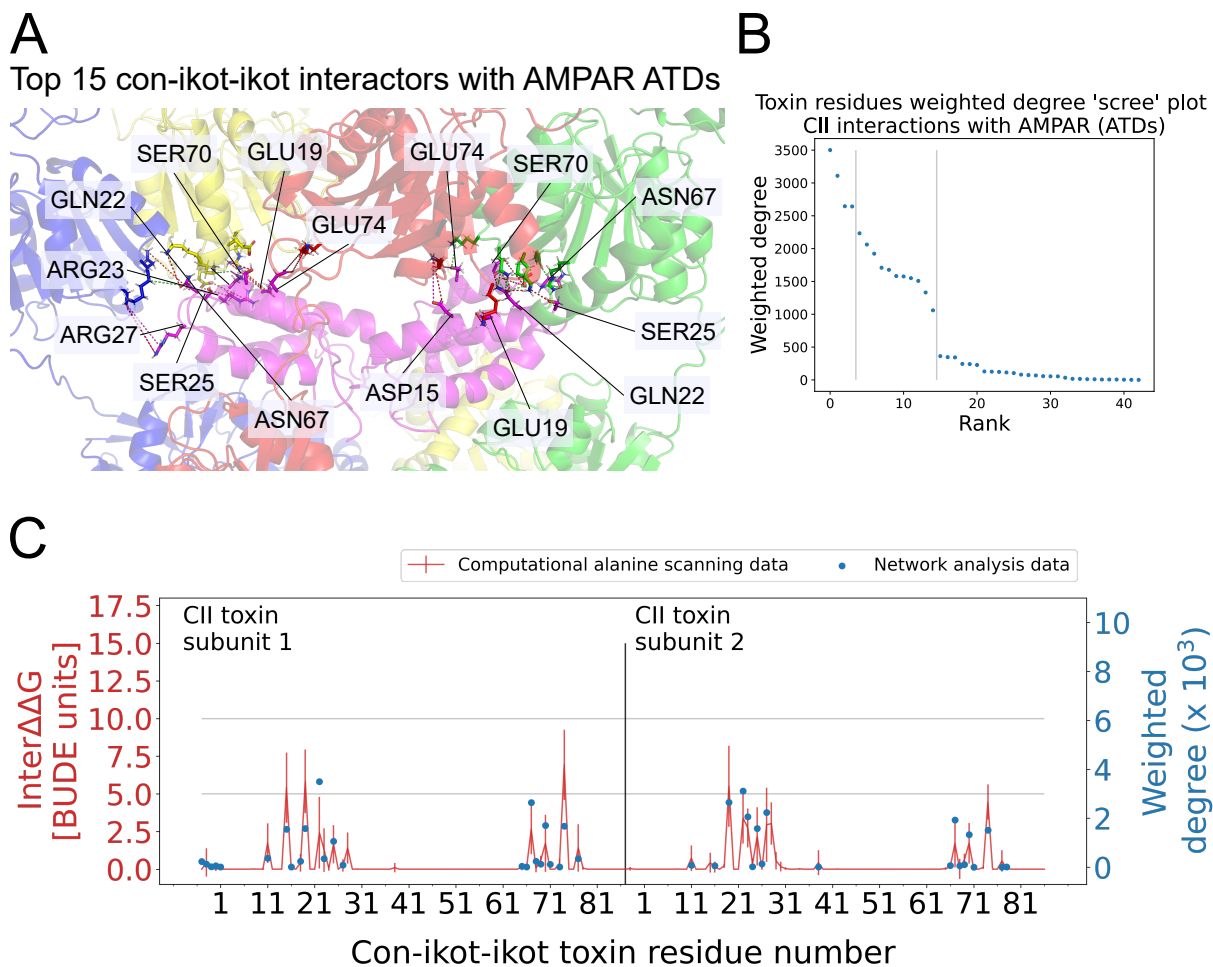 A
Top 15 con-ikot-ikot interactors with AMPAR ATDs
SER70
GLU19
GLU74
SER70
GLN22
ASN67
GLU74
ARG23
ARG27
SER25
SER25
ASP15
GLN22
ASN67
GLU19
B
Toxin residues weighted degree 'scree' plot
CII interactions with AMPAR (ATDs)
Weighted degree
3500
3000
2500
2000
1500
1000
500
0
0 10 20 30 40
Rank
C
Computational alanine scanning data
Network analysis data
CII toxin
subunit 1
CII toxin
subunit 2
InterΔΔG
[BUDE units]
17.5
15.0
12.5
10.0
7.5
5.0
2.5
0.0
10
8
6
4
2
0
Weighted
degree (x 10³)
1 11 21 31 41 51 61 71 81 1 11 21 31 41 51 61 71 81
Con-ikot-ikot toxin residue number